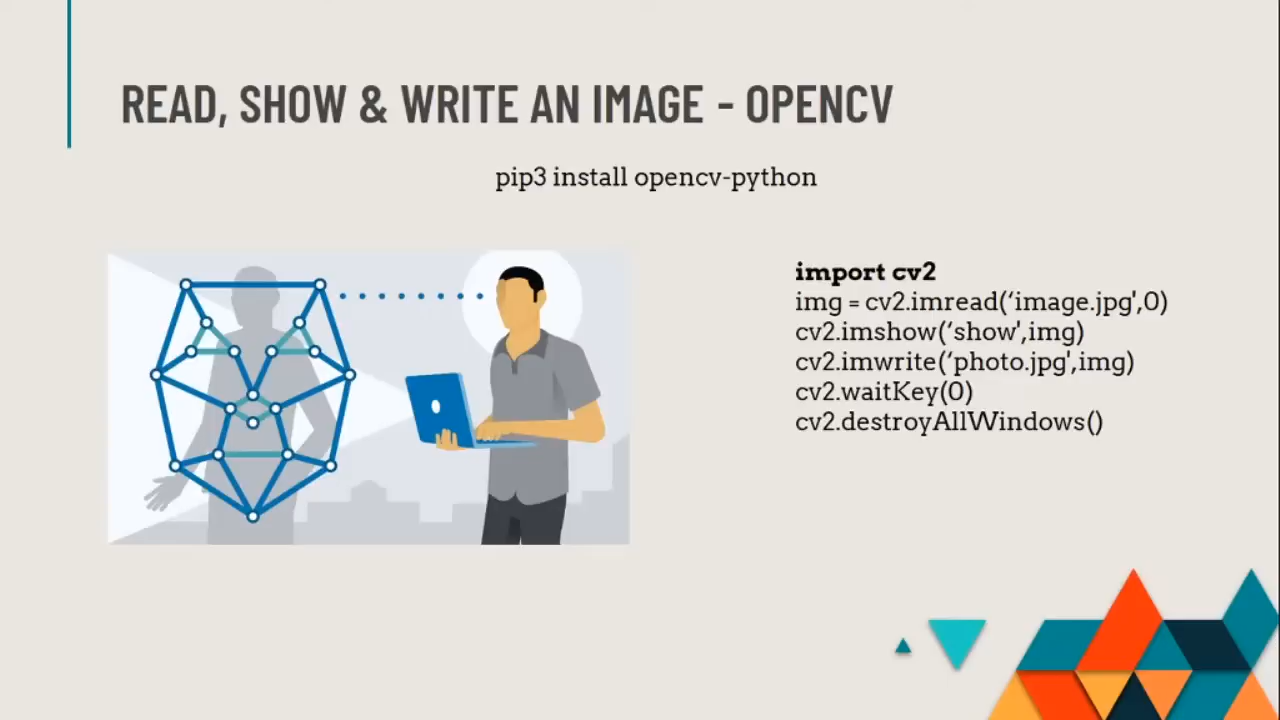 READ, SHOW & WRITE AN IMAGE - OPENCV
pip3 install opencv-python
import cv2
img = cv2.imread(‘image.jpg',0)
cv2.imshow(‘show',img)
cv2.imwrite(‘photo.jpg',img)
cv2.waitKey(0)
cv2.destroyAllWindows()